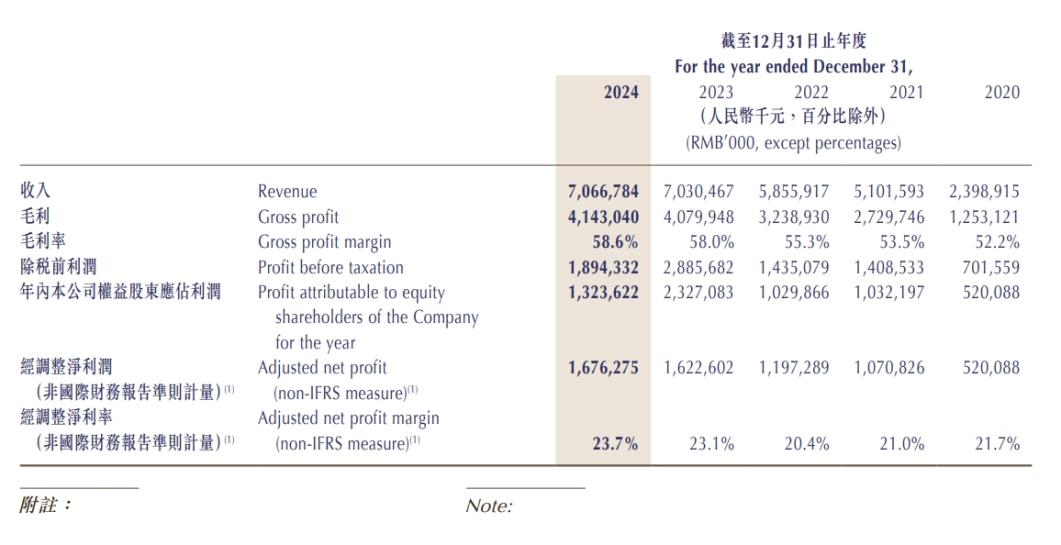 截至12月31日止年度
For the year ended December 31,
2024 2023 2022 2021 2020
（人民幣千元，百分比除外）
(RMB’000, except percentages)
收入 Revenue 7,066,784 7,030,467 5,855,917 5,101,593 2,398,915
毛利 Gross profit 4,143,040 4,079,948 3,238,930 2,729,746 1,253,121
毛利率 Gross profit margin 58.6% 58.0% 55.3% 53.5% 52.2%
除稅前利潤 Profit before taxation 1,894,332 2,885,682 1,435,079 1,408,533 701,559
年內本公司權益股東應佔利潤 Profit attributable to equity 1,323,622 2,327,083 1,029,866 1,032,197 520,088
shareholders of the Company
for the year
經調整淨利潤 Adjusted net profit 1,676,275 1,622,602 1,197,289 1,070,826 520,088
（非國際財務報告準則計量）(1) (non-IFRS measure)(1)
經調整淨利率 Adjusted net profit margin
（非國際財務報告準則計量）(1) (non-IFRS measure)(1) 23.7% 23.1% 20.4% 21.0% 21.7%
附註： Note: